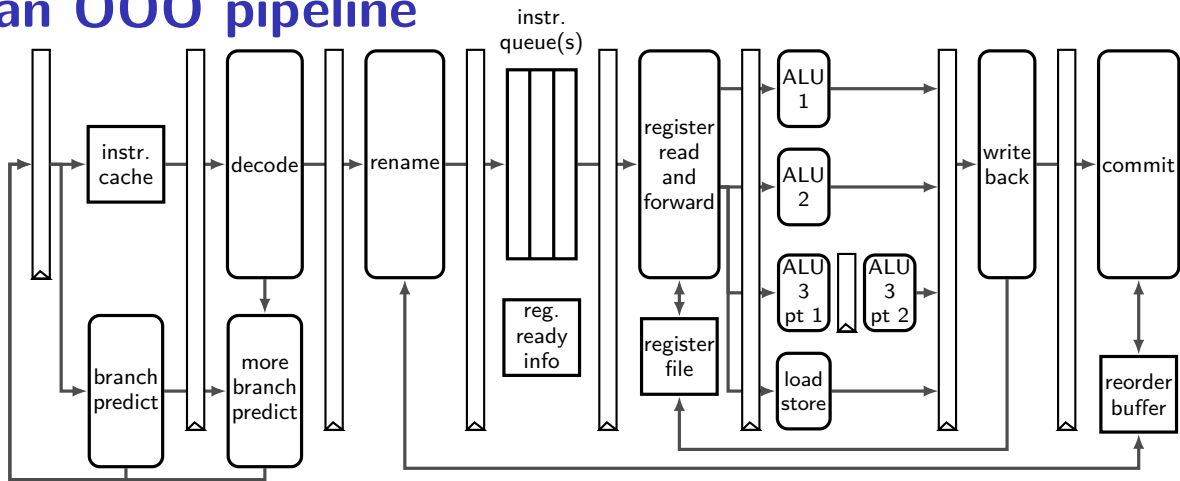 an OOO pipeline
instr.
queue(s)
instr.
cache
decode
rename
register
read
and
forward
ALU
1
ALU
2
ALU
3
pt 1
ALU
3
pt 2
load
store
write
back
commit
branch
predict
more
branch
predict
reg.
ready
info
register
file
reorder
buffer